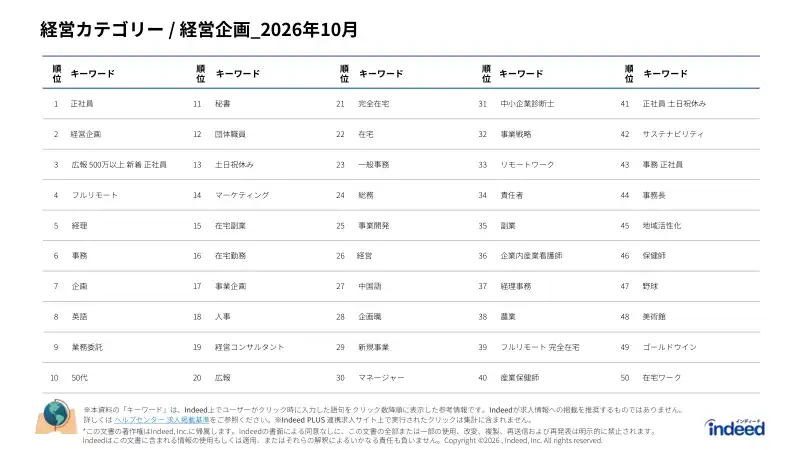 経営カテゴリー / 経営企画_2026年10月
順位 キーワード 順位 キーワード 順位 キーワード 順位 キーワード 順位 キーワード
1 正社員 11 秘書 21 完全在宅 31 中小企業診断士 41 正社員 土日祝休み
2 経営企画 12 団体職員 22 在宅 32 事業戦略 42 サステナビリティ
3 広報 500万以上 新着 正社員 13 土日祝休み 23 一般事務 33 リモートワーク 43 事務 正社員
4 フルリモート 14 マーケティング 24 総務 34 責任者 44 事務長
5 経理 15 在宅副業 25 事業開発 35 副業 45 地域活性化
6 事務 16 在宅勤務 26 経営 36 企業内産業看護師 46 保健師
7 企画 17 事業企画 27 中国語 37 経理事務 47 野球
8 英語 18 人事 28 企画職 38 農業 48 美術館
9 業務委託 19 経営コンサルタント 29 新規事業 39 フルリモート 完全在宅 49 ゴールドウイン
10 50代 20 広報 30 マネージャー 40 産業保健師 50 在宅ワーク
※本資料の「キーワード」は、Indeed上でユーザーがクリック時に入力した語句をクリック数降順に表示した参考情報です。Indeedが求人情報への掲載を推奨するものではありません。
詳しくは ヘルプセンター 求人掲載基準をご参照ください。※Indeed PLUS 連携求人サイト上で実行されたクリックは集計に含まれません。
*この文書の著作権はIndeed, Inc.に帰属します。Indeedの書面による同意なしに、この文書の全部または一部の使用、改変、複製、再送信および再発表は明示的に禁止されます。
Indeedはこの文書に含まれる情報の使用もしくは適用、またはそれらの解釈によるいかなる責任も負いません。Copyright ©2026 , Indeed, Inc. All rights reserved.
インディード
indeed